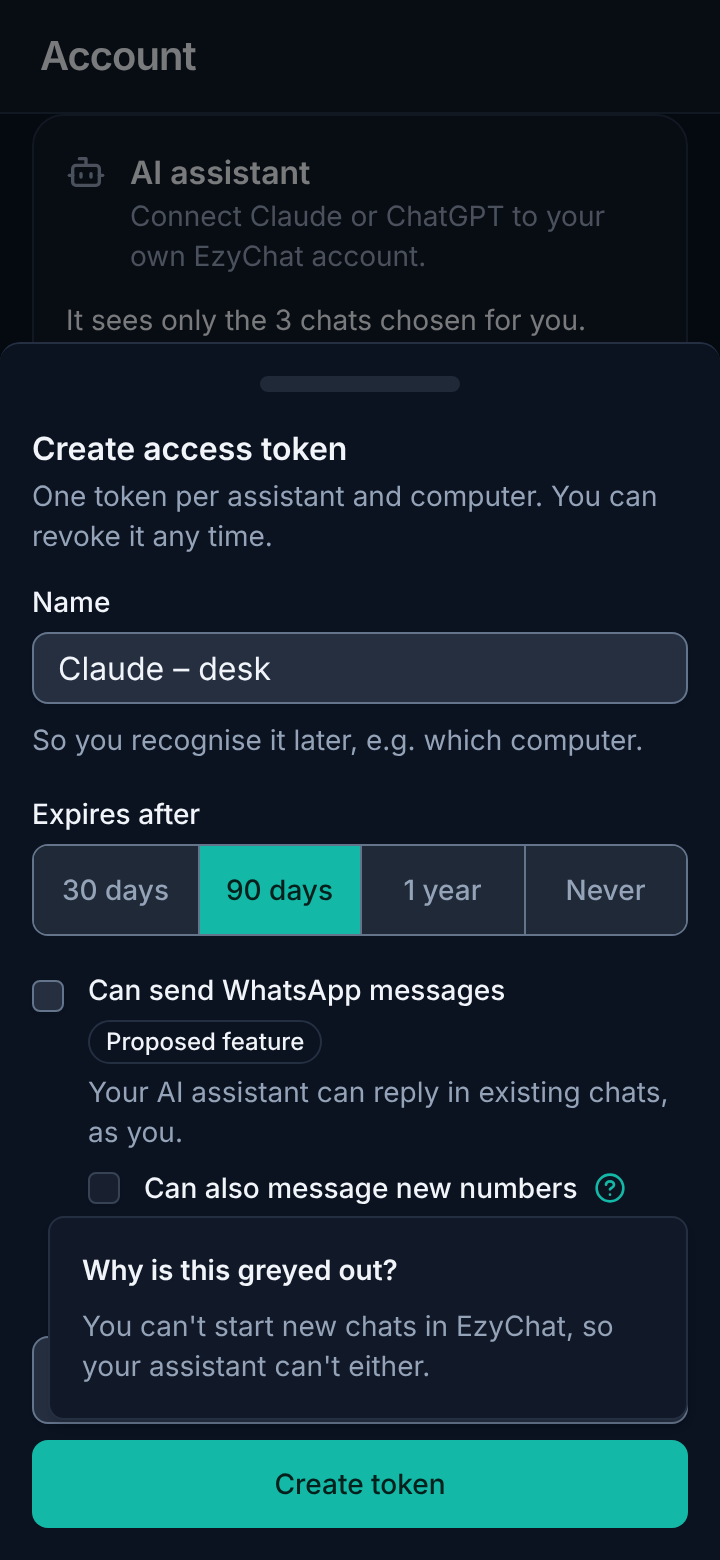 Account
AI assistant
Connect Claude or ChatGPT to your
own EzyChat account.
It sees only the 3 chats chosen for you.
Create access token
One token per assistant and computer. You can
revoke it any time.
Name
Claude – desk
So you recognise it later, e.g. which computer.
Expires after
30 days
90 days
1 year
Never
Can send WhatsApp messages
Proposed feature
Your AI assistant can reply in existing chats,
as you.
Can also message new numbers
Why is this greyed out?
You can't start new chats in EzyChat, so
your assistant can't either.
Create token